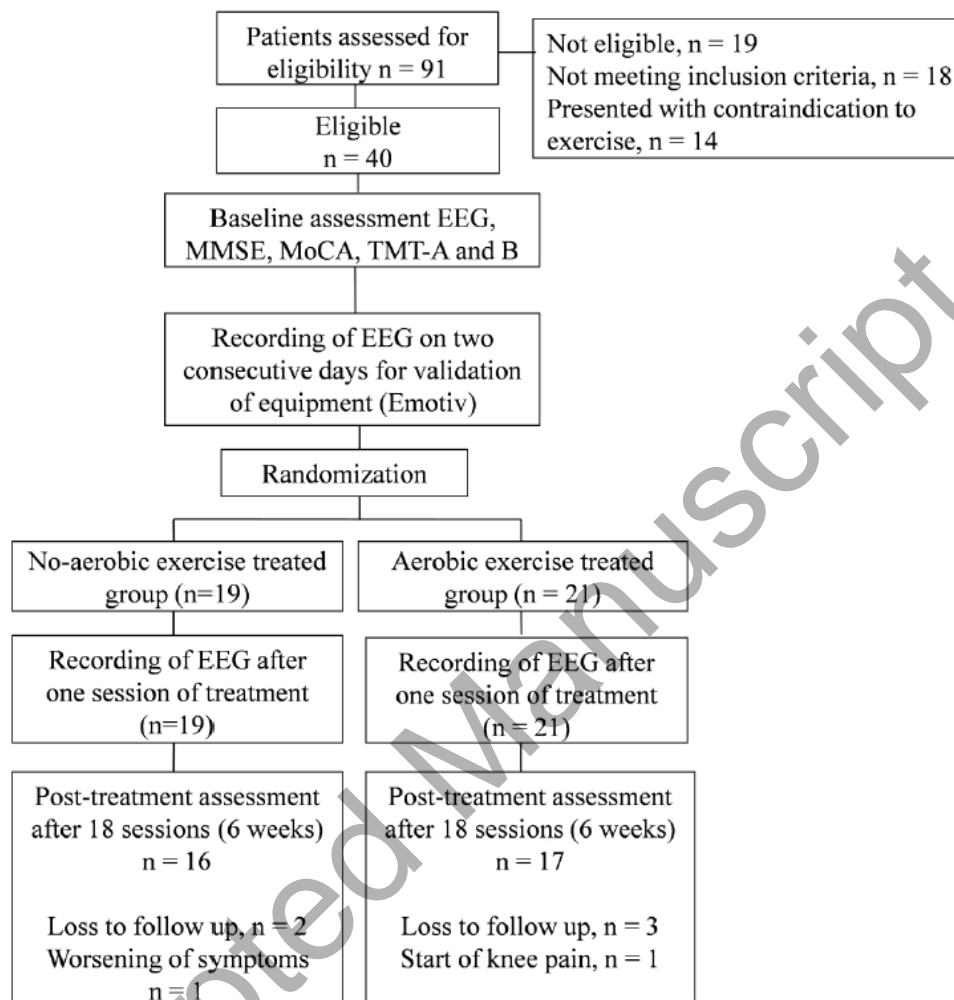 Patients assessed for
eligibility n = 91
Not eligible, n = 19
Not meeting inclusion criteria, n = 18
Presented with contraindication to
exercise, n = 14
Eligible
n = 40
Baseline assessment EEG,
MMSE, MoCA, TMT-A and B
Recording of EEG on two
consecutive days for validation
of equipment (Emotiv)
Randomization
No-aerobic exercise treated
group (n=19)
Aerobic exercise treated
group (n = 21)
Recording of EEG after
one session of treatment
(n=19)
Recording of EEG after
one session of treatment
(n = 21)
Post-treatment assessment
after 18 sessions (6 weeks)
n = 16
Loss to follow up, n = 2
Worsening of symptoms
n = 1
Post-treatment assessment
after 18 sessions (6 weeks)
n = 17
Loss to follow up, n = 3
Start of knee pain, n = 1
pted Manuscript